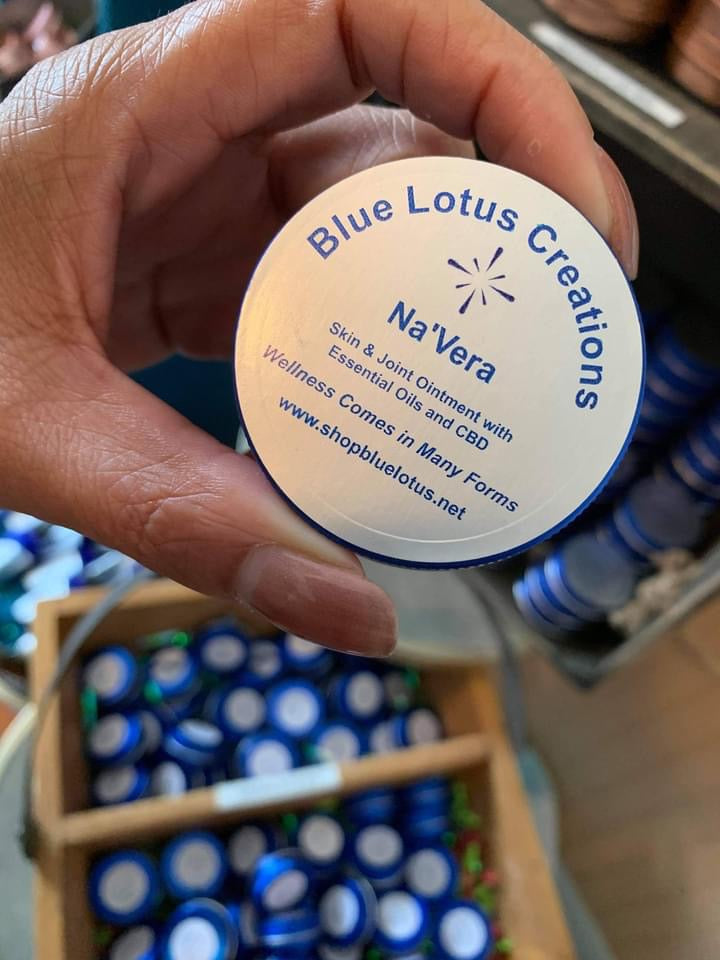 Blue Lotus Creations
Na'Vera
Skin & Joint Ointment with
Essential Oils and CBD
Wellness Comes in Many Forms
www.shopbluelotus.net